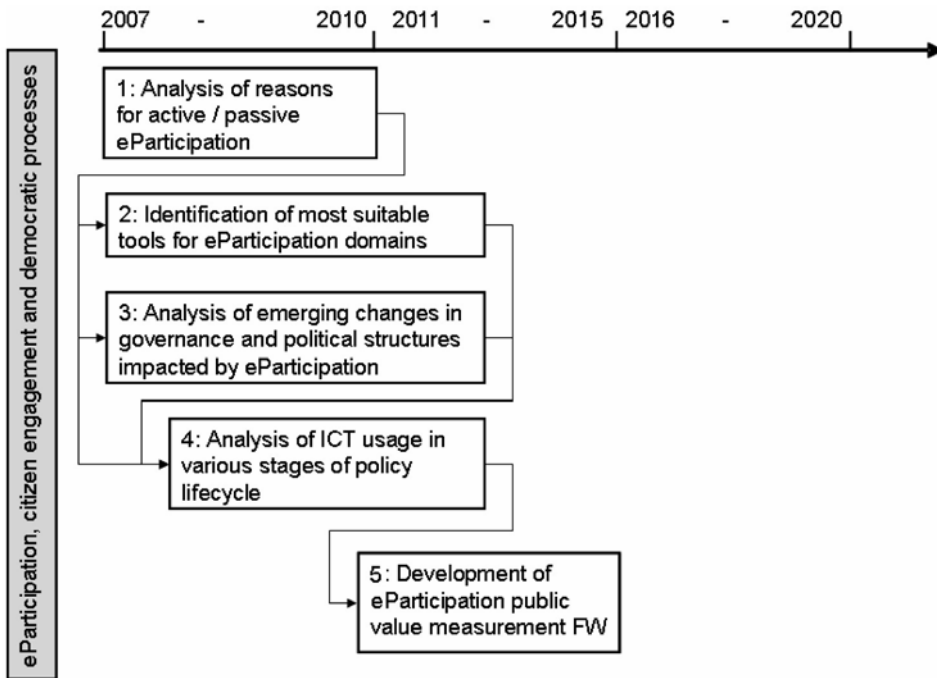 2007 - 2010 2011 - 2015 2016 - 2020
eParticipation, citizen engagement and democratic processes
1: Analysis of reasons
for active / passive
eParticipation
2: Identification of most suitable
tools for eParticipation domains
3: Analysis of emerging changes in
governance and political structures
impacted by eParticipation
4: Analysis of ICT usage in
various stages of policy
lifecycle
5: Development of
eParticipation public
value measurement FW